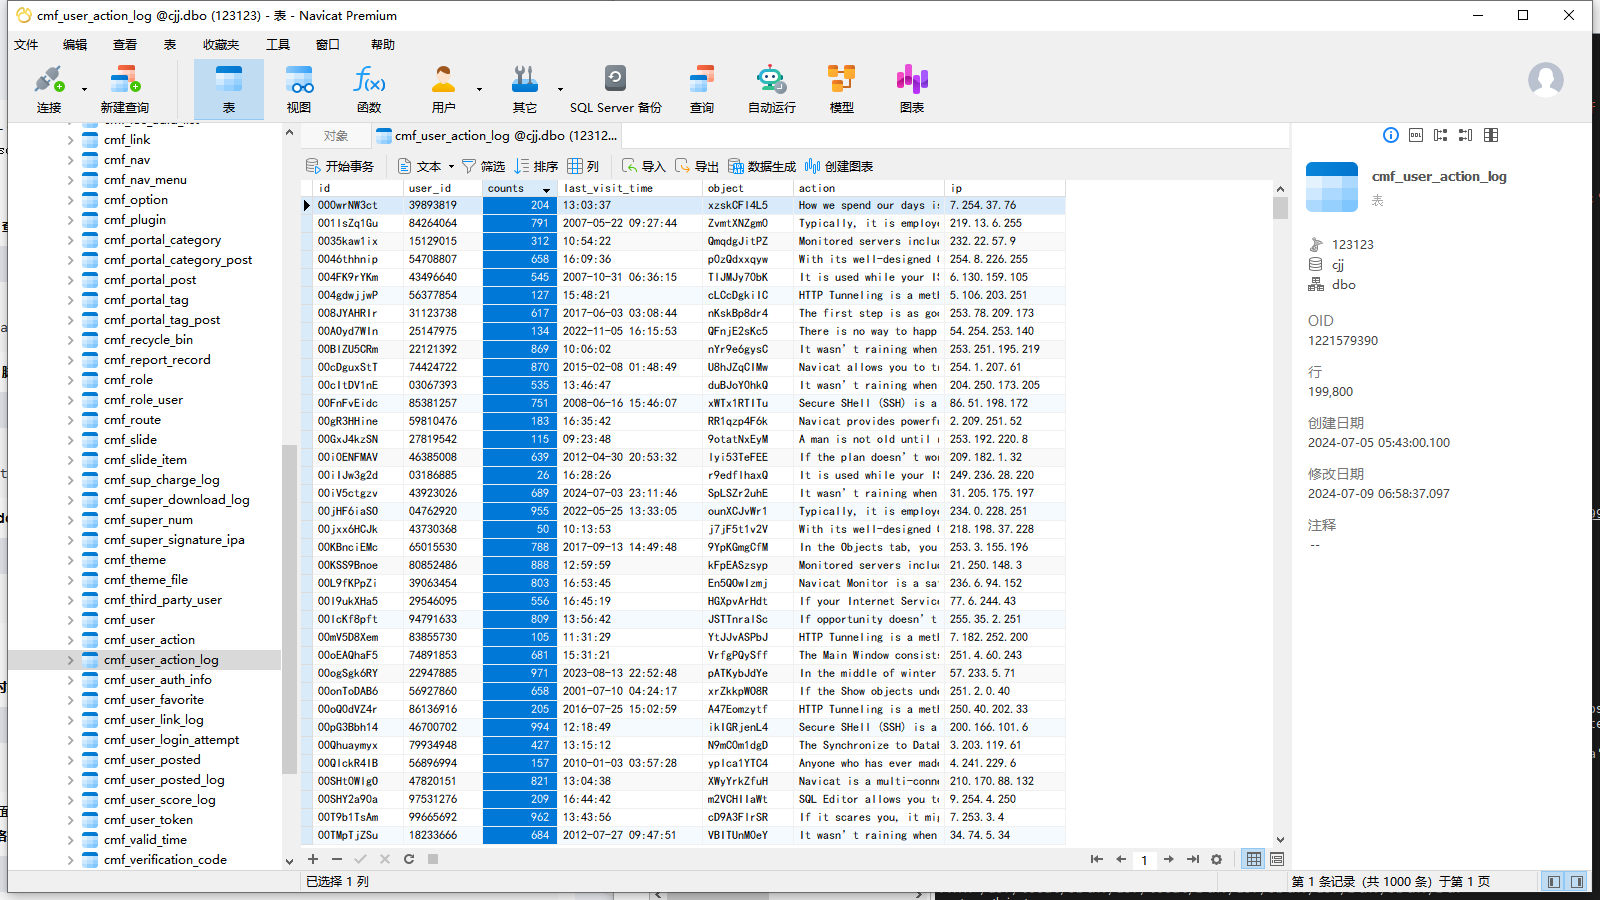 cmf_user_action_log @cjj.dbo (123123) - 表 - Navicat Premium
文件 编辑 查看 表 收藏夹 工具 窗口 帮助
连接 新建查询 表 视图 函数 用户 其它 SQL Server 备份 查询 自动运行 模型 图表
cmf_link
cmf_nav
cmf_nav_menu
cmf_option
cmf_plugin
cmf_portal_category
cmf_portal_category_post
cmf_portal_post
cmf_portal_tag
cmf_portal_tag_post
cmf_recycle_bin
cmf_report_record
cmf_role
cmf_role_user
cmf_route
cmf_slide
cmf_slide_item
cmf_sup_charge_log
cmf_super_download_log
cmf_super_num
cmf_super_signature_ipa
cmf_theme
cmf_theme_file
cmf_third_party_user
cmf_user
cmf_user_action
cmf_user_action_log
cmf_user_auth_info
cmf_user_favorite
cmf_user_link_log
cmf_user_login_attempt
cmf_user_posted
cmf_user_posted_log
cmf_user_score_log
cmf_user_token
cmf_valid_time
cmf_verification_code
对象 cmf_user_action_log @cjj.dbo (12312...
开始事务 文本 筛选 排序 列 导入 导出 数据生成 创建图表
id user_id counts last_visit_time object action ip
000wrNW3ct 39893819 204 13:03:37 xzskOFI4L5 How we spend our days is 7.254.37.76
001IsZq1Gu 84264064 791 2007-05-22 09:27:44 ZvmtXNZgm0 Typically, it is employe 219.13.6.255
0035kaw1ix 15129015 312 10:54:22 QmqdgJitPZ Monitored servers includ 232.22.57.9
0046thhnip 54708807 658 16:09:36 p0zQdxxqyw With its well-designed 254.8.226.255
004FK9rYKm 43496640 545 2007-10-31 06:36:15 TIJMJy70bK It is used while your IS 6.130.159.105
004gdwjjwP 56377854 127 15:48:21 cLCcDgkiIC HTTP Tunneling is a meth 5.106.203.251
008JYAHRIr 31123738 617 2017-06-03 03:08:44 nKskBp8dr4 The first step is as goo 253.78.209.173
00A0yd7WIn 25147975 134 2022-11-05 16:15:53 QFnjE2sKc5 There is no way to happ 54.254.253.140
00BIZU5CRm 22121392 869 10:06:02 nYr9e6gysC It wasn't raining when 253.251.195.219
00cDguxStT 74424722 870 2015-02-08 01:48:49 U8hJZqCIMw Navicat allows you to tr 254.1.207.61
00cItDV1nE 03067393 535 13:46:47 duBJoYOhkQ It wasn't raining when 204.250.173.205
00FnFvEidc 85381257 751 2008-06-16 15:46:07 xWTx1RTITu Secure SHell (SSH) is a 86.51.198.172
00gR3HHine 59810476 183 16:35:42 RR1qzp4F6k Navicat provides powerfu 2.209.251.52
00GxJ4kzSN 27819542 115 09:23:48 9otatNxEyM A man is not old until 253.192.220.8
00i0ENFMAV 46385008 639 2012-04-30 20:53:32 Iyi53TeFEE If the plan doesn't wor 209.182.1.32
00iIJw3g2d 03186885 26 16:28:26 r9edfIhaxQ It is used while your IS 249.236.28.220
00iV5ctgzv 43923026 689 2024-07-03 23:11:46 SpLSZr2uhE It wasn't raining when 31.205.175.197
00jHF6iaSO 04762920 955 2022-05-25 13:33:05 ounXCJvWr1 Typically, it is employe 234.0.228.251
00jxx6HCJk 43730368 50 10:13:53 j7jF5t1v2V With its well-designed 218.198.37.228
00KBnciEMc 65015530 788 2017-09-13 14:49:48 9YpKGmgCfM In the Objects tab, you 253.3.155.196
00KSS9Bnoe 80852486 888 12:59:59 kFpEASzsyp Monitored servers includ 21.250.148.3
00L9fKPpZi 39063454 803 16:53:45 En5Q0wIzmj Navicat Monitor is a sa 236.6.94.152
00I9ukXHa5 29546095 556 16:45:19 HGXpvArHdt If your Internet Service 77.6.244.43
00IcKf8pft 94791633 809 13:56:42 JSTTnraISc If opportunity doesn't 255.35.2.251
00mV5D8Xem 83855730 105 11:31:29 YtJJvASPbJ HTTP Tunneling is a meth 7.182.252.200
00oEAQhaF5 74891853 681 15:31:21 VrfgPQySff The Main Window consists 251.4.60.243
00ogSgk6RY 22947885 971 2023-08-13 22:52:48 pATKybJdYe In the middle of winter 57.233.5.71
00onToDAB6 56927860 658 2001-07-10 04:24:17 xrZkkpWO8R If the Show objects unde 251.2.0.40
00oQ0dVZ4r 86136916 205 2016-07-25 15:02:59 A47Eomzytf HTTP Tunneling is a meth 250.40.202.33
00pG3Bbh14 46700702 994 12:18:49 ikIGRjenL4 Secure SHell (SSH) is a 200.166.101.6
00Qhuaymyx 79934948 427 13:15:12 N9mCOm1dgD The Synchronize to Datab 3.203.119.61
00QIckR4IB 56896994 157 2010-01-03 03:57:28 ypIca1YTC4 Anyone who has ever made 4.241.229.6
00SHtOWIgO 47820151 821 13:04:38 XWyYrkZfuH Navicat is a multi-conne 210.170.88.132
00SHY2a90a 97531276 209 16:44:42 m2VCHIIaWt SQL Editor allows you to 9.254.4.250
00T9b1TsAm 99665692 962 13:43:56 cD9A3FIrSR If it scares you, it mig 7.253.3.4
00TMpTjZSu 18233666 684 2012-07-27 09:47:51 VBITUnMOeY It wasn't raining when 34.74.5.34
1
已选择 1 列
第 1 条记录 (共 1000 条) 于第 1 页
cmf_user_action_log
表
123123
cjj
dbo
OID
1221579390
行
199,800
创建日期
2024-07-05 05:43:00.100
修改日期
2024-07-09 06:58:37.097
注释
--